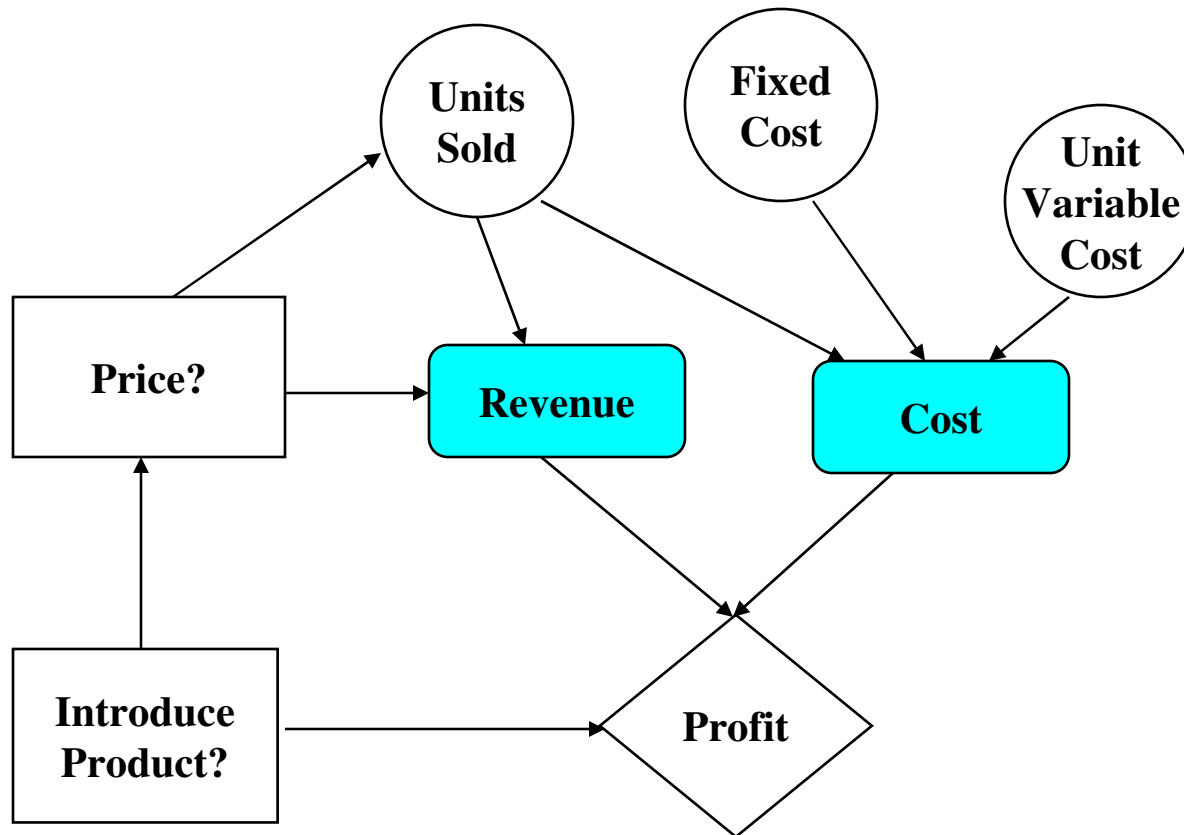 Units
Sold
Fixed
Cost
Unit
Variable
Cost
Price?
Revenue
Cost
Introduce
Product?
Profit